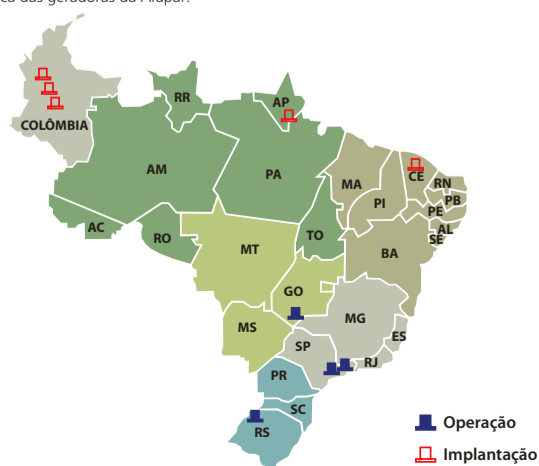 ca das geradoras da Alupar:
COLÔMBIA
RR
AP
AM
PA
MA
CE
RN
PB
PI
PE
AL
SE
AC
RO
TO
BA
MT
GO
MG
MS
ES
SP
RJ
PR
SC
RS
Operação
Implantação